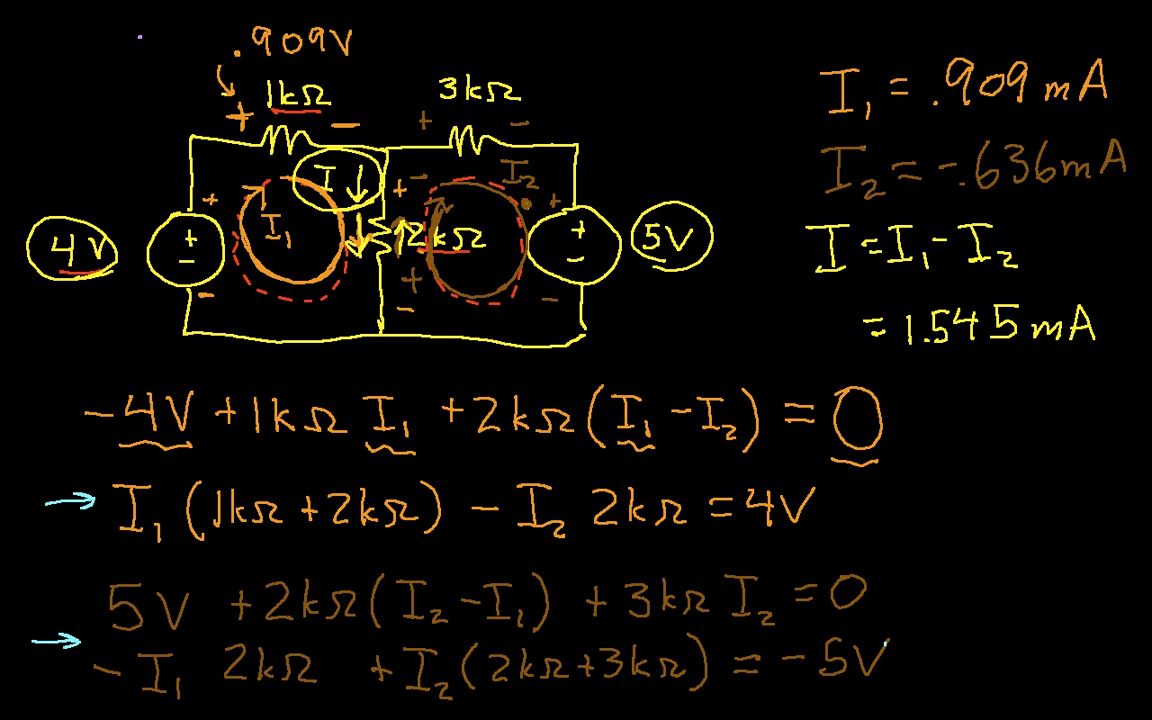 .909V
1kΩ 3kΩ
+ − + −
I ↓ I₂
4V + − + I₁ + − 2kΩ + − + − + 5V
− + − −
I₁ = .909 mA
I₂ = -.636mA
I = I₁ - I₂
= 1.545 mA
-4V + 1kΩ I₁ + 2kΩ (I₁ - I₂) = 0
→ I₁ (1kΩ + 2kΩ) - I₂ 2kΩ = 4V
5V + 2kΩ (I₂ - I₁) + 3kΩ I₂ = 0
→ - I₁ 2kΩ + I₂ (2kΩ + 3kΩ) = - 5V